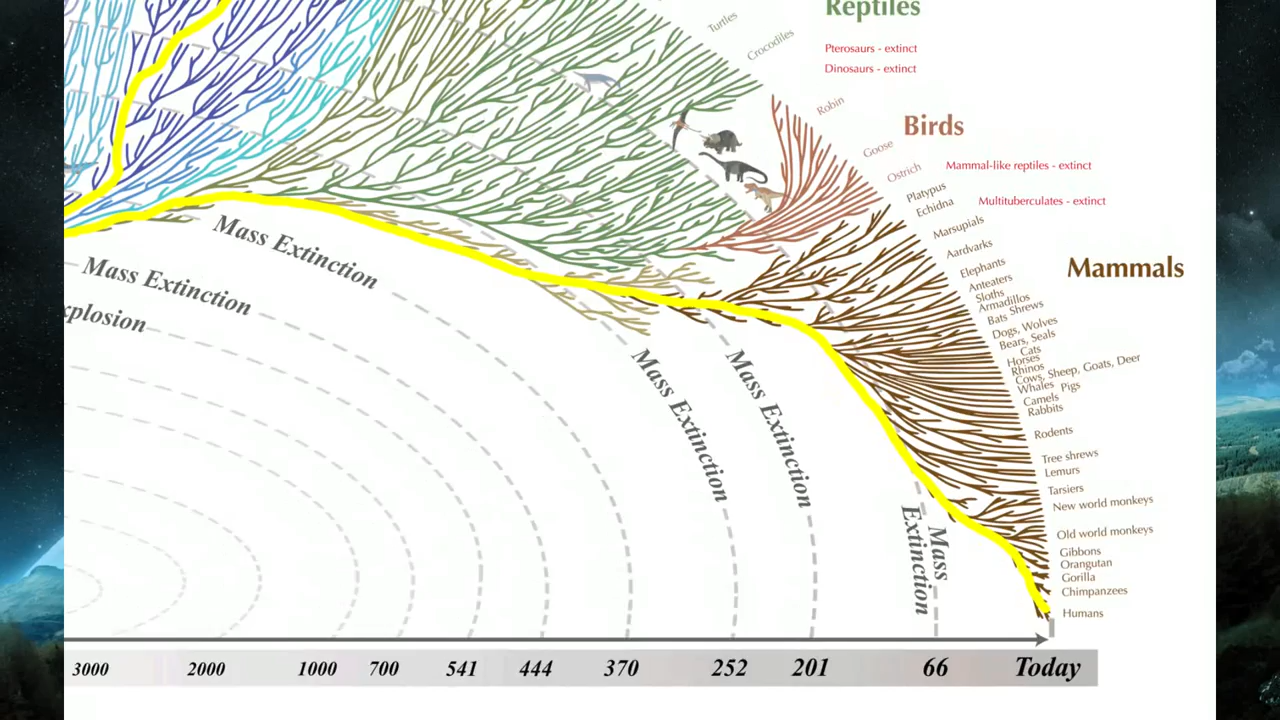 Reptiles
Turtles
Crocodiles
Pterosaurs - extinct
Dinosaurs - extinct
Robin
Birds
Goose
Ostrich
Mammal-like reptiles - extinct
Platypus
Echidna
Multituberculates - extinct
Marsupials
Aardvarks
Mammals
Elephants
Anteaters
Sloths
Armadillos
Bats Shrews
Dogs, Wolves
Bears, Seals
Cats
Horses
Rhinos
Cows, Sheep, Goats, Deer
Whales Pigs
Camels
Rabbits
Rodents
Tree shrews
Lemurs
Tarsiers
New world monkeys
Old world monkeys
Gibbons
Orangutan
Gorilla
Chimpanzees
Humans
Mass Extinction
Mass Extinction
xplosion
Mass Extinction
Mass Extinction
Mass
Extinction
3000 2000 1000 700 541 444 370 252 201 66 Today